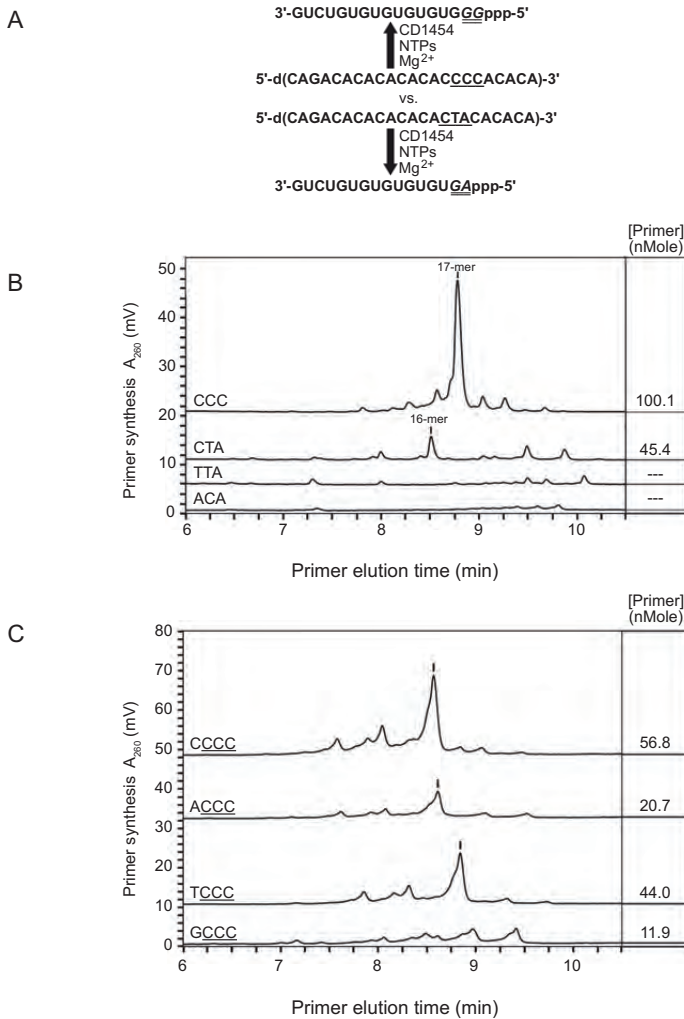 A
3'-GUCUGUGUGUGUGUGGGppp-5'
CD1454
NTPs
Mg²⁺
5'-d(CAGACACACACACACCCCACACA)-3'
vs.
5'-d(CAGACACACACACACTACACACA)-3'
CD1454
NTPs
Mg²⁺
3'-GUCUGUGUGUGUGUGAppp-5'
B
[Primer]
(nMole)
Primer synthesis A₂₆₀ (mV)
50
40
30
20
10
0
17-mer
CCC
100.1
16-mer
CTA
45.4
TTA
---
ACA
---
6 7 8 9 10
Primer elution time (min)
C
[Primer]
(nMole)
Primer synthesis A₂₆₀ (mV)
80
70
60
50
40
30
20
10
0
CCCC
56.8
ACCC
20.7
TCCC
44.0
GCCC
11.9
6 7 8 9 10
Primer elution time (min)